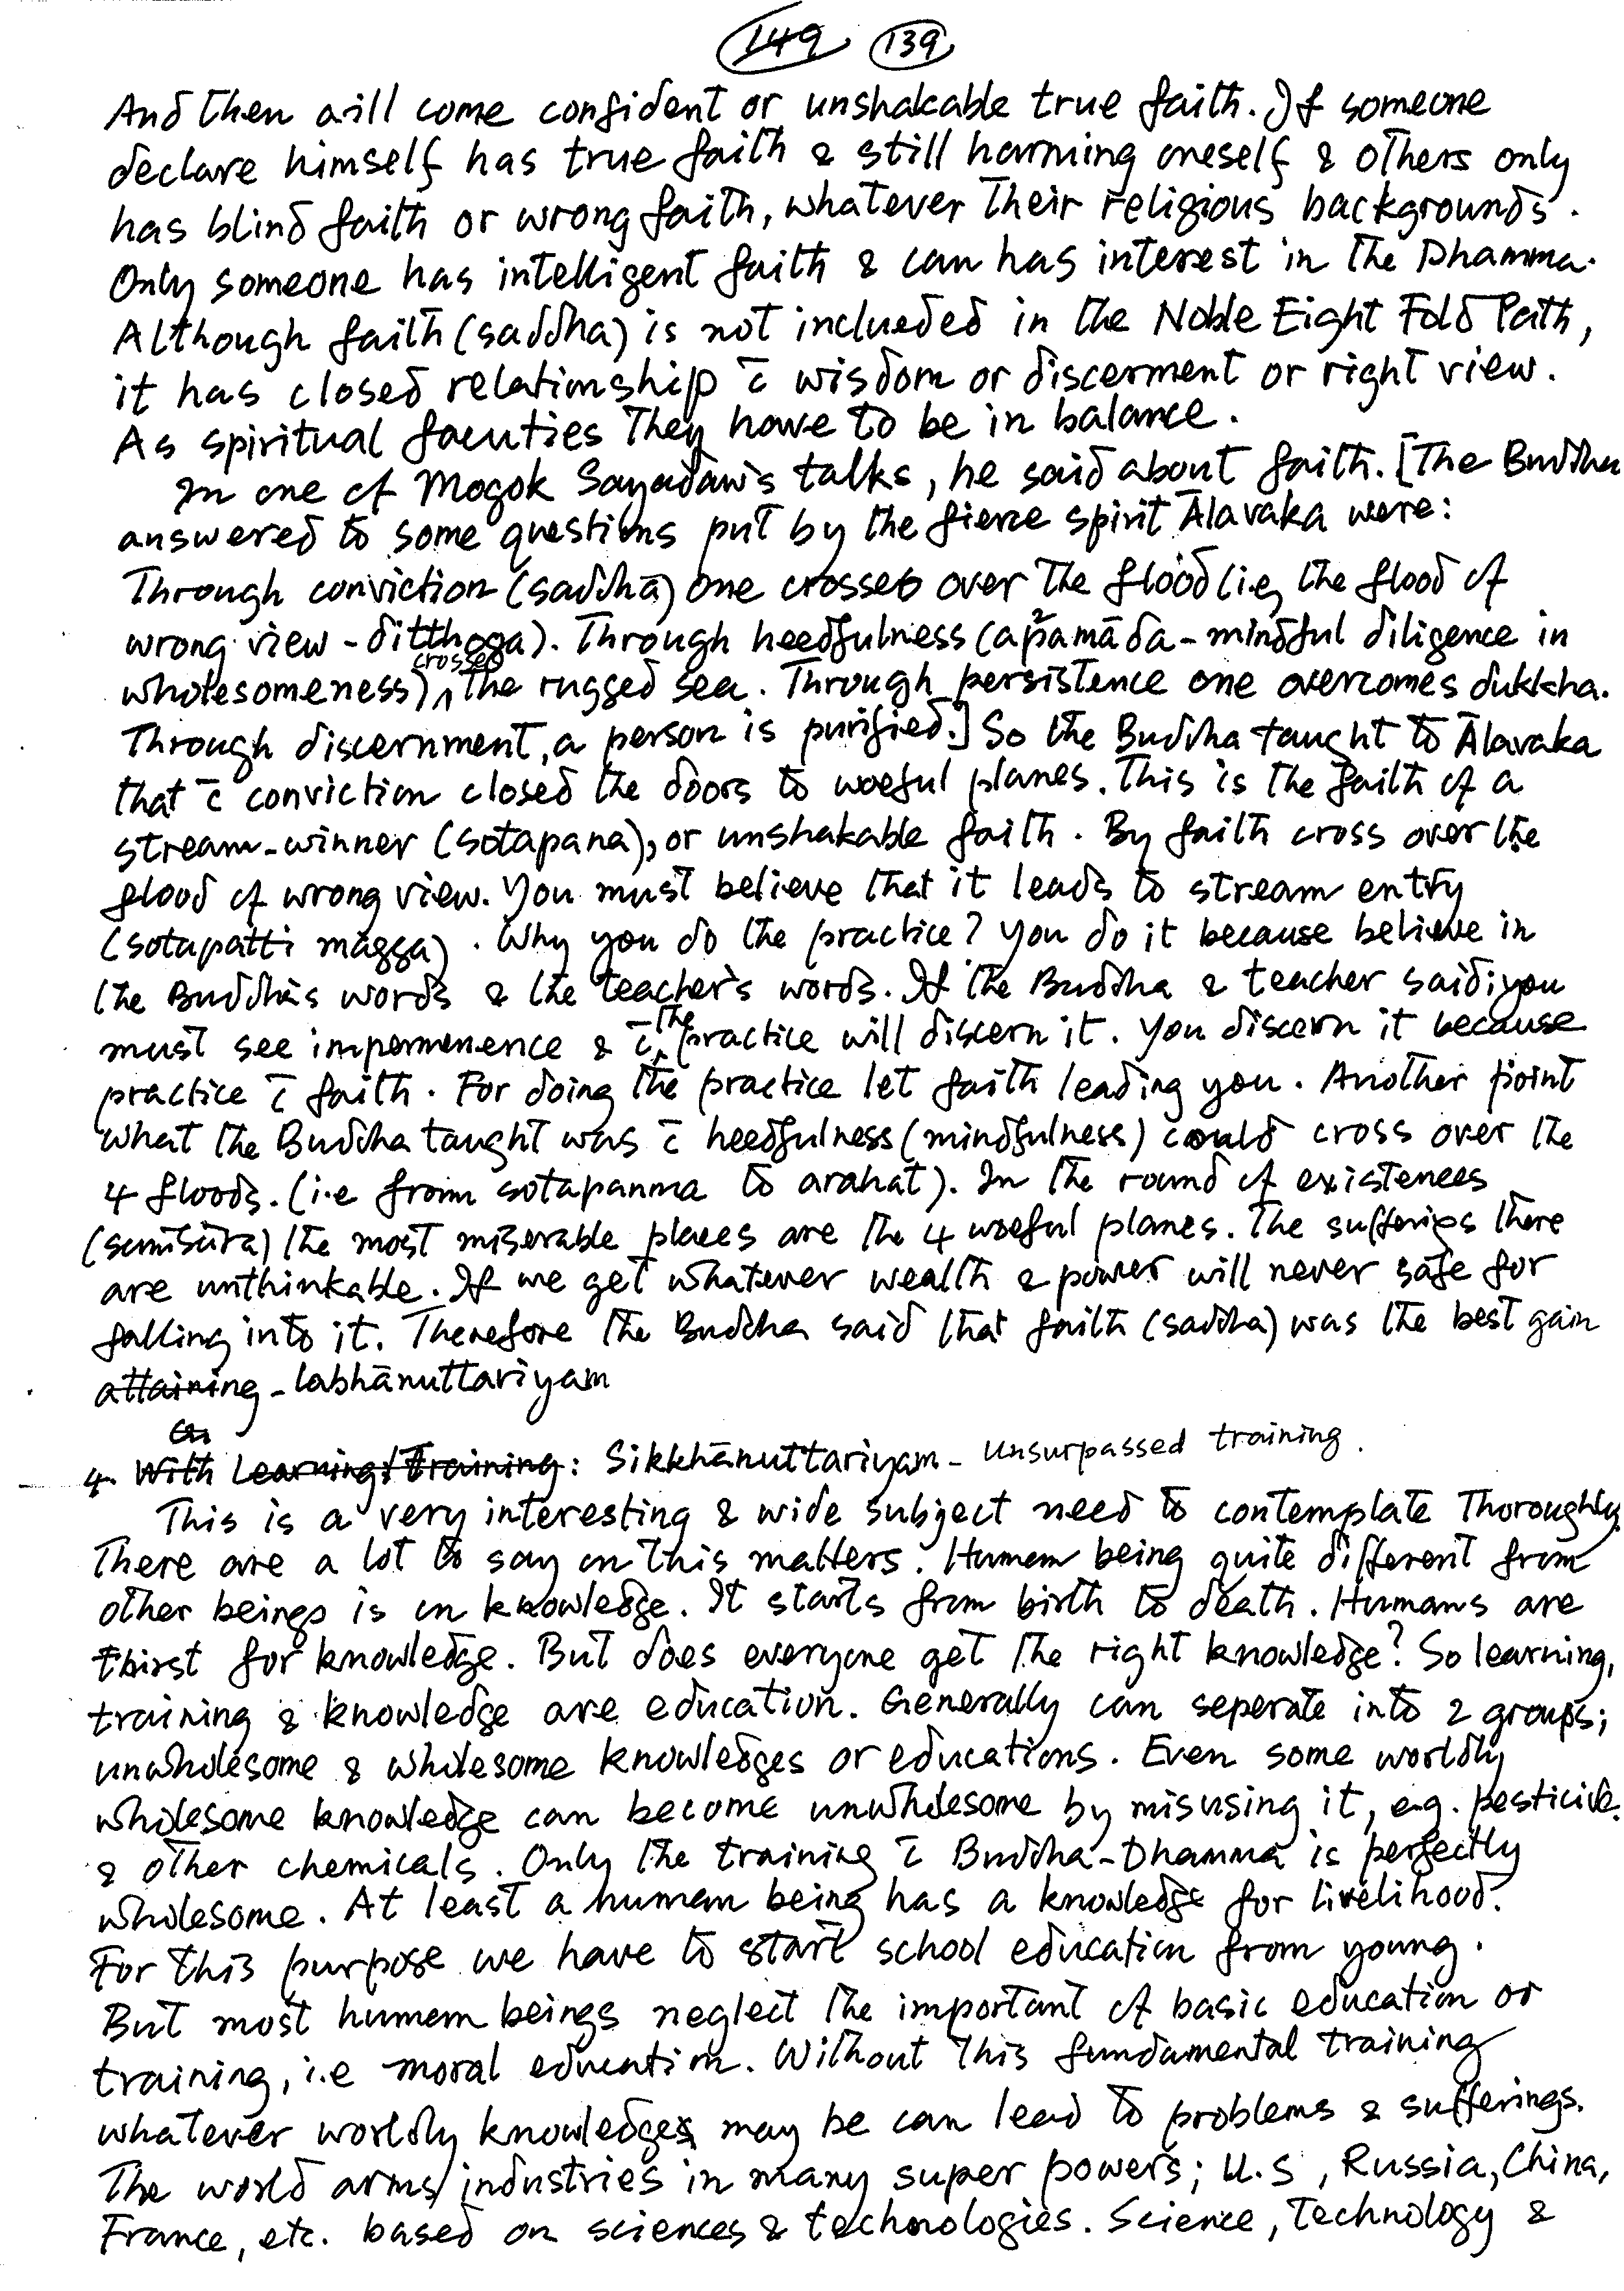 149 139
And then will come confident or unshakable true faith. If someone
declare himself has true faith & still harming oneself & others only
has blind faith or wrong faith, whatever their religious backgrounds.
Only someone has intelligent faith & can has interest in the Dhamma.
Although faith (saddha) is not inclueded in the Noble Eight Fold Path,
it has closed relationship c̄ wisdom or discernment or right view.
As spiritual facuties they have to be in balance.
In one of Mogok Sayadaw's talks, he said about faith. [The Buddha
answered to some questions put by the fierce spirit Ālavaka were:
Through conviction (saddhā) one crosses over the flood (i.e, the flood of
wrong view - ditthoga). Through heedfulness (apamāda - mindful diligence in
wholesomeness) crosses the rugged sea. Through persistence one overcomes dukkha.
Through discernment, a person is purified.] So the Buddha taught to Ālavaka
that c̄ conviction closed the doors to woeful planes. This is the faith of a
stream-winner (sotapana), or unshakable faith. By faith cross over the
flood of wrong view. You must believe that it leads to stream entry
(sotapatti magga). Why you do the practice? You do it because believe in
the Buddha's words & the teacher's words. If the Buddha & teacher said; you
must see impermenence & c̄ the practice will discern it. You discern it because
practice c̄ faith. For doing the practice let faith leading you. Another point
what the Buddha taught was c̄ heedfulness (mindfulness) could cross over the
4 floods. (i.e from sotapanna to arahat). In the round of existences
(samsāra) the most miserable places are the 4 woeful planes. The sufferings there
are unthinkable. If we get whatever wealth & power will never safe for
falling into it. Therefore the Buddha said that faith (saddha) was the best gain
attaining - labhānuttariyam
On
4. With Learning/Training: Sikkhānuttariyam - Unsurpassed training.
This is a very interesting & wide subject need to contemplate thoroughly.
There are a lot to say on this matters. Human being quite different from
other beings is on knowledge. It starts from birth to death. Humans are
thirst for knowledge. But does everyone get the right knowledge? So learning,
training & knowledge are education. Generally can seperate into 2 groups;
unwholesome & wholesome knowledges or educations. Even some worldly
wholesome knowledge can become unwholesome by misusing it, e.g. pesticide.
& other chemicals. Only the training c̄ Buddha-Dhamma is perfectly
wholesome. At least a human being has a knowledge for livelihood.
For this purpose we have to start school education from young.
But most human beings neglect the important of basic education or
training, i.e moral education. Without this fundamental training
whatever worldly knowledges may be can lead to problems & sufferings.
The world arms/industries in many super powers; U.S, Russia, China,
France, etc. based on sciences & technologies. Science, Technology &